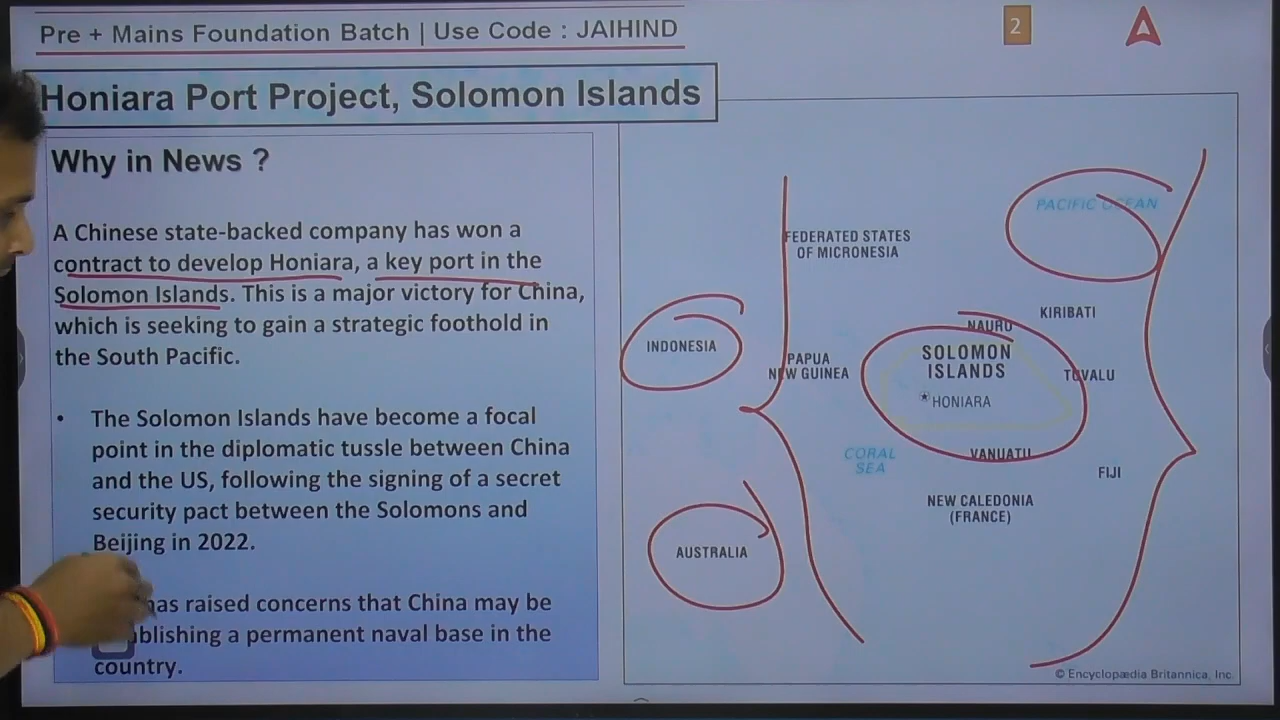 Pre + Mains Foundation Batch | Use Code : JAIHIND
2
Honiara Port Project, Solomon Islands
Why in News ?
A Chinese state-backed company has won a
contract to develop Honiara, a key port in the
Solomon Islands. This is a major victory for China,
which is seeking to gain a strategic foothold in
the South Pacific.
• The Solomon Islands have become a focal
point in the diplomatic tussle between China
and the US, following the signing of a secret
security pact between the Solomons and
Beijing in 2022.
has raised concerns that China may be
blishing a permanent naval base in the
country.
PACIFIC OCEAN
FEDERATED STATES
OF MICRONESIA
KIRIBATI
NAURU
INDONESIA
SOLOMON
ISLANDS
PAPUA
NEW GUINEA
TUVALU
HONIARA
CORAL
SEA
VANUATU
FIJI
NEW CALEDONIA
(FRANCE)
AUSTRALIA
© Encyclopædia Britannica, Inc.